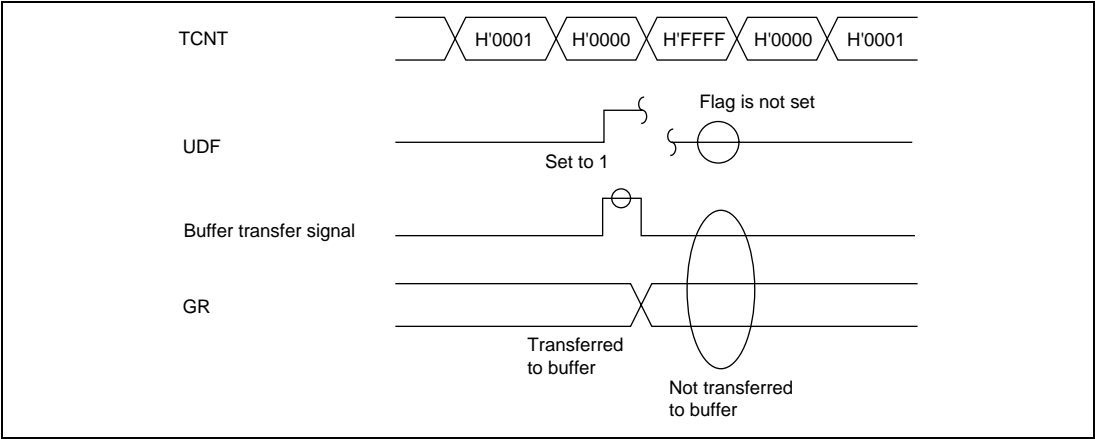 TCNT
H'0001 H'0000 H'FFFF H'0000 H'0001
Flag is not set
UDF
Set to 1
Buffer transfer signal
GR
Transferred
to buffer
Not transferred
to buffer